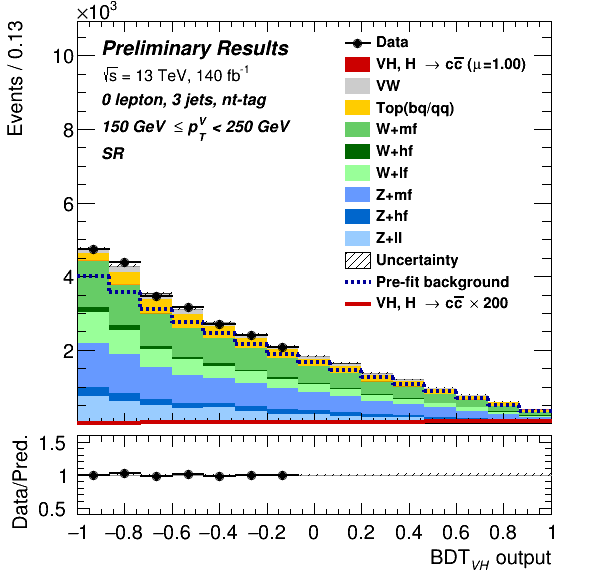 ×10³
Events / 0.13
10
8
6
4
2
Preliminary Results
√s = 13 TeV, 140 fb⁻¹
0 lepton, 3 jets, nt-tag
150 GeV ≤ p_T^V < 250 GeV
SR
Data
VH, H → cc̅ (μ=1.00)
VW
Top(bq/qq)
W+mf
W+hf
W+lf
Z+mf
Z+hf
Z+ll
Uncertainty
Pre-fit background
VH, H → cc̅ × 200
Data/Pred.
1.5
1
0.5
−1 −0.8 −0.6 −0.4 −0.2 0 0.2 0.4 0.6 0.8 1
BDT_VH output